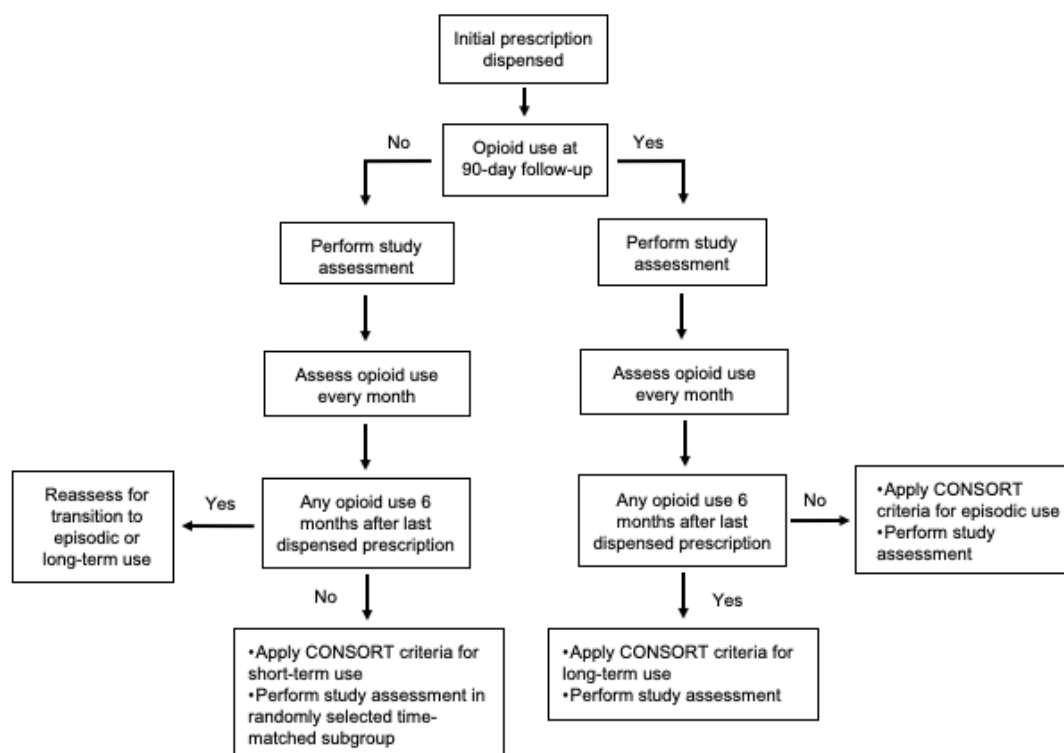 Initial prescription
dispensed
No
Opioid use at
90-day follow-up
Yes
Perform study
assessment
Perform study
assessment
Assess opioid use
every month
Assess opioid use
every month
Reassess for
transition to
episodic or
long-term use
Yes
Any opioid use 6
months after last
dispensed prescription
Any opioid use 6
months after last
dispensed prescription
No
•Apply CONSORT
criteria for episodic use
•Perform study
assessment
No
Yes
•Apply CONSORT criteria for
short-term use
•Perform study assessment in
randomly selected time-
matched subgroup
•Apply CONSORT criteria for
long-term use
•Perform study assessment